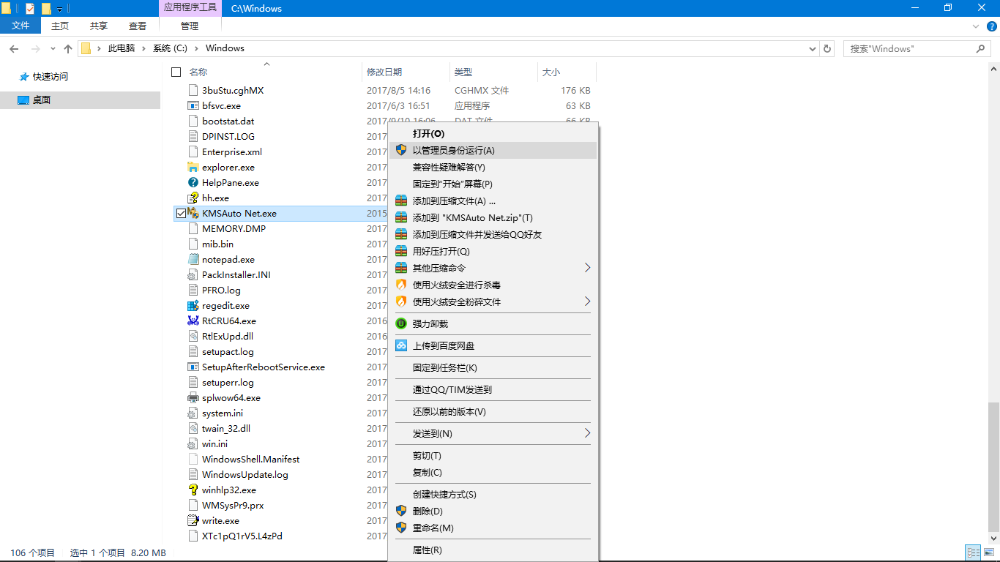 应用程序工具
C:\Windows
文件 主页 共享 查看 管理
此电脑 系统 (C:) Windows
搜索"Windows"
快速访问
桌面
名称 修改日期 类型 大小
3buStu.cghMX 2017/8/5 14:16 CGHMX 文件 176 KB
bfsvc.exe 2017/6/3 16:51 应用程序 63 KB
bootstat.dat 2017/9/10 16:06 DAT 文件 66 KB
DPINST.LOG 2017
Enterprise.xml 2017
explorer.exe 2017
HelpPane.exe 2017
hh.exe 2017
KMSAuto Net.exe 2015
MEMORY.DMP 2017
mib.bin 2017
notepad.exe 2017
PackInstaller.INI 2017
PFRO.log 2017
regedit.exe 2017
RtCRU64.exe 2016
RtlExUpd.dll 2016
setupact.log 2017
SetupAfterRebootService.exe 2017
setuperr.log 2017
splwow64.exe 2017
system.ini 2017
twain_32.dll 2017
win.ini 2017
WindowsShell.Manifest 2017
WindowsUpdate.log 2017
winhlp32.exe 2017
WMSysPr9.prx 2017
write.exe 2017
XTc1pQ1rV5.L4zPd 2017
打开(O)
以管理员身份运行(A)
兼容性疑难解答(Y)
固定到"开始"屏幕(P)
添加到压缩文件(A) ...
添加到 "KMSAuto Net.zip"(T)
添加到压缩文件并发送给QQ好友
用好压打开(Q)
其他压缩命令
使用火绒安全进行杀毒
使用火绒安全粉碎文件
强力卸载
上传到百度网盘
固定到任务栏(K)
通过QQ/TIM发送到
还原以前的版本(V)
发送到(N)
剪切(T)
复制(C)
创建快捷方式(S)
删除(D)
重命名(M)
属性(R)
106 个项目 选中 1 个项目 8.20 MB